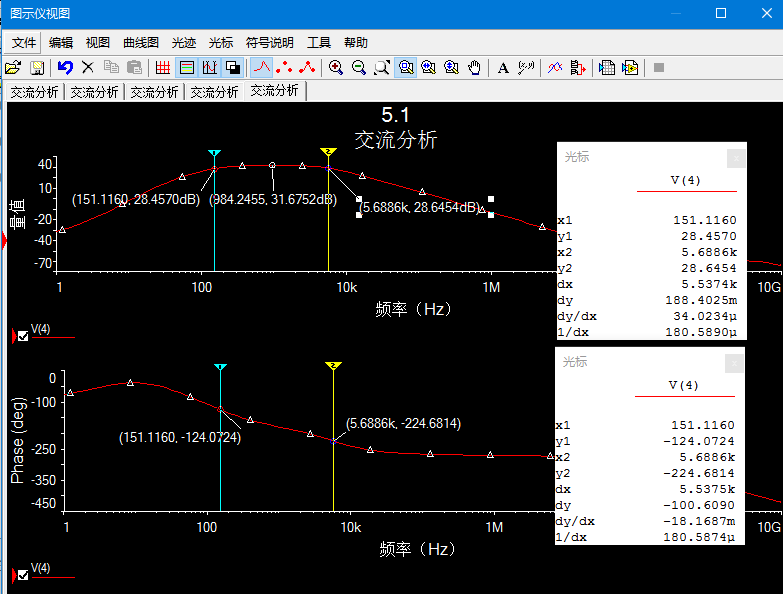 图示仪视图
文件 编辑 视图 曲线图 光迹 光标 符号说明 工具 帮助
交流分析 交流分析 交流分析 交流分析 交流分析
5.1
交流分析
量值
40
10
-20
-40
-70
(151.1160, 28.4570dB) (984.2455, 31.6752dB) (5.6886k, 28.6454dB)
1 100 10k 1M 10G
频率（Hz）
V(4)
光标
V(4)
x1 151.1160
y1 28.4570
x2 5.6886k
y2 28.6454
dx 5.5374k
dy 188.4025m
dy/dx 34.0234µ
1/dx 180.5890µ
Phase (deg)
0
-100
-250
-350
-450
(151.1160, -124.0724)
(5.6886k, -224.6814)
1 100 10k 1M 10G
频率（Hz）
V(4)
光标
V(4)
x1 151.1160
y1 -124.0724
x2 5.6886k
y2 -224.6814
dx 5.5375k
dy -100.6090
dy/dx -18.1687m
1/dx 180.5874µ